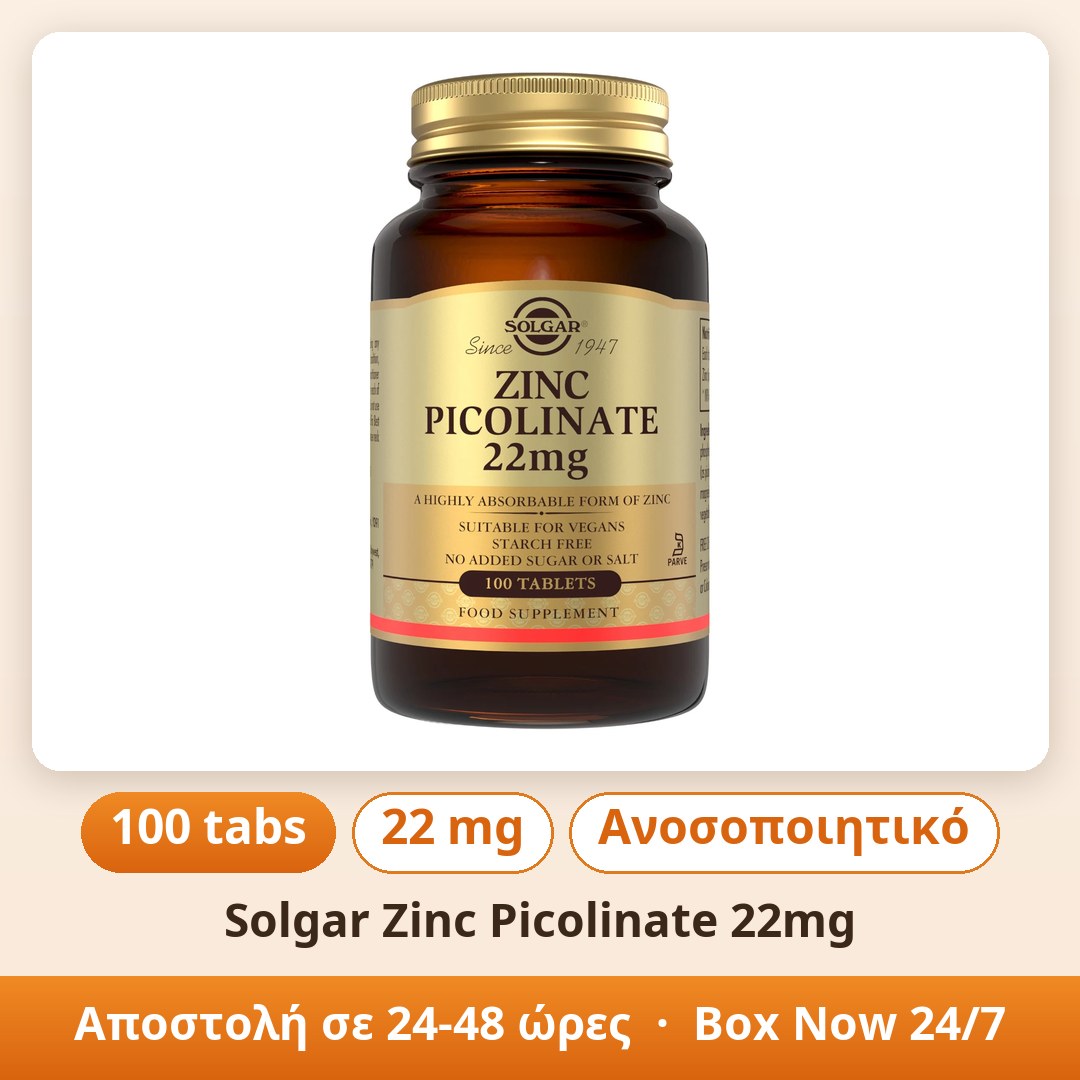 SOLGAR®
Since 1947
ZINC
PICOLINATE
22mg
A HIGHLY ABSORBABLE FORM OF ZINC
SUITABLE FOR VEGANS
STARCH FREE
NO ADDED SUGAR OR SALT
PARVE
100 TABLETS
FOOD SUPPLEMENT
100 tabs
22 mg
Ανοσοποιητικό
Solgar Zinc Picolinate 22mg
Αποστολή σε 24-48 ώρες · Box Now 24/7